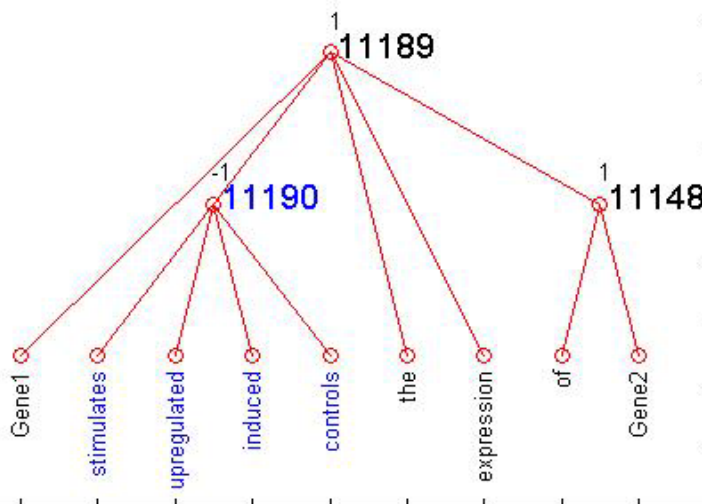 1
11189
-1
11190
1
11148
Gene1
stimulates
upregulated
induced
controls
the
expression
of
Gene2